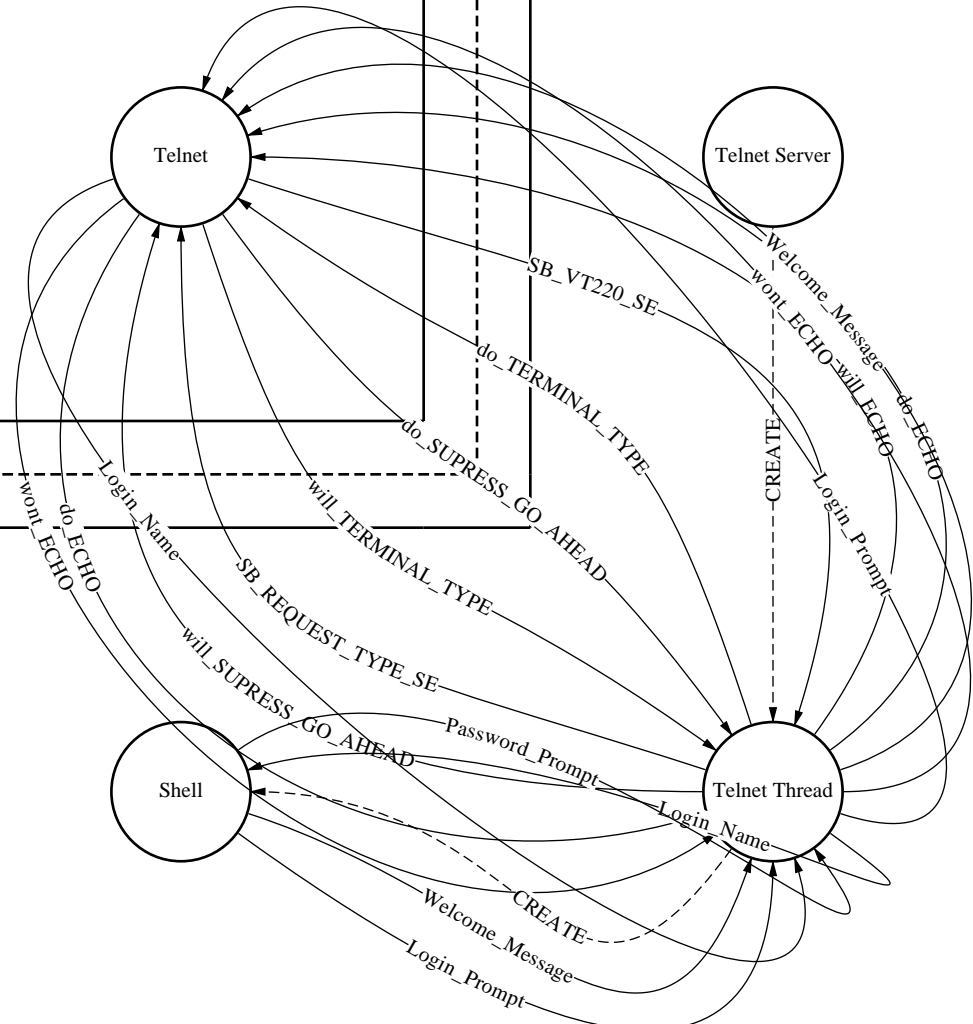 Telnet
Telnet Server
Welcome_Message
SB_VT220_SE
wont_ECHO
do_TERMINAL_TYPE
will_ECHO
do_ECHO
CREATE
do_SUPRESS_GO_AHEAD
Login_Name
Login_Prompt
wont_ECHO
do_ECHO
will_TERMINAL_TYPE
SB_REQUEST_TYPE_SE
will_SUPRESS_GO_AHEAD
Password_Prompt
Shell
Telnet Thread
Login_Name
CREATE
Welcome_Message
Login_Prompt